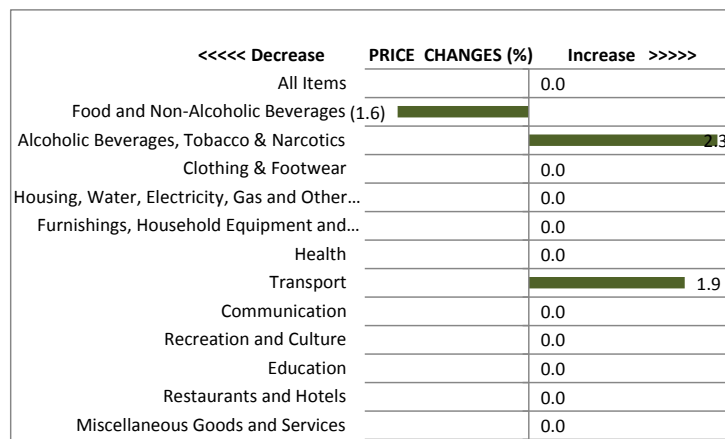 <<<<< Decrease PRICE CHANGES (%) Increase >>>>>
All Items 0.0
Food and Non-Alcoholic Beverages (1.6)
Alcoholic Beverages, Tobacco & Narcotics 2.3
Clothing & Footwear 0.0
Housing, Water, Electricity, Gas and Other… 0.0
Furnishings, Household Equipment and… 0.0
Health 0.0
Transport 1.9
Communication 0.0
Recreation and Culture 0.0
Education 0.0
Restaurants and Hotels 0.0
Miscellaneous Goods and Services 0.0